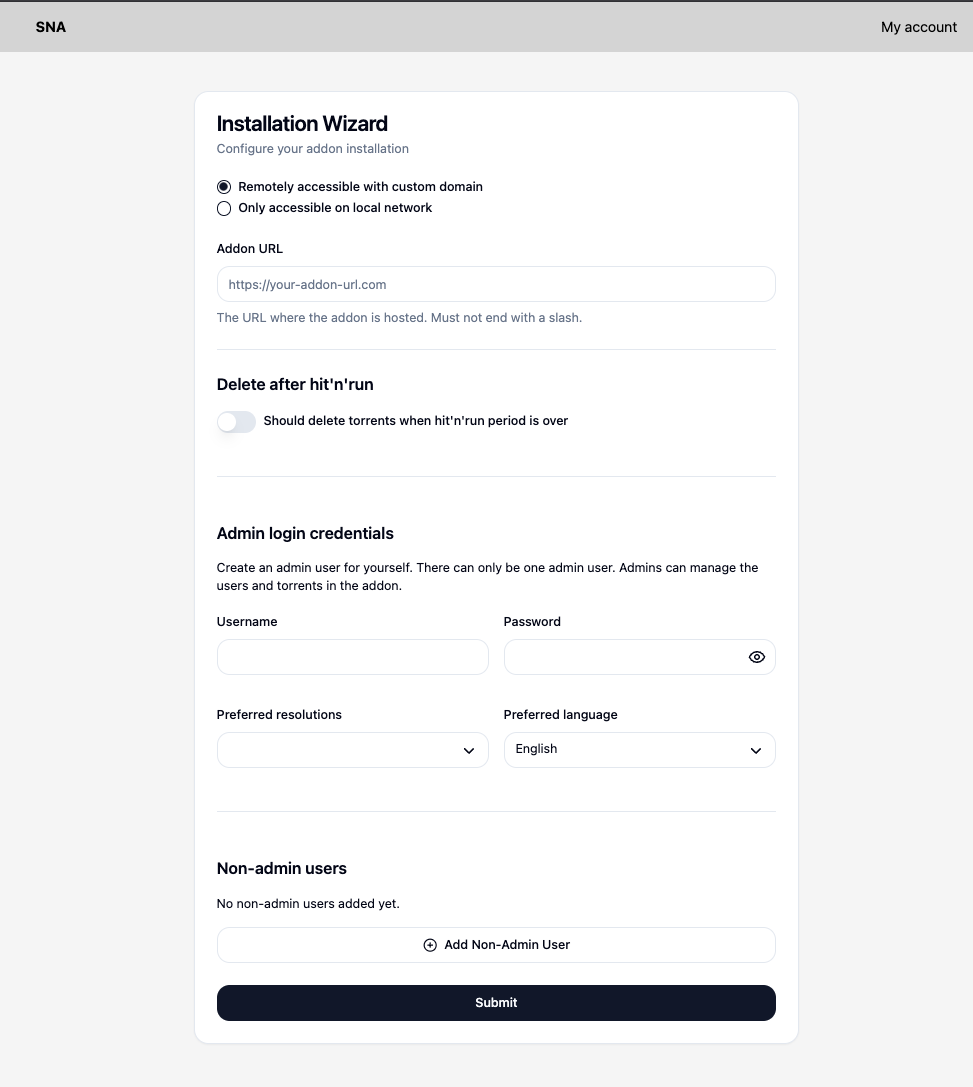 SNA
My account
Installation Wizard
Configure your addon installation
Remotely accessible with custom domain
Only accessible on local network
Addon URL
https://your-addon-url.com
The URL where the addon is hosted. Must not end with a slash.
Delete after hit'n'run
Should delete torrents when hit'n'run period is over
Admin login credentials
Create an admin user for yourself. There can only be one admin user. Admins can manage the
users and torrents in the addon.
Username
Password
Preferred resolutions
Preferred language
English
Non-admin users
No non-admin users added yet.
Add Non-Admin User
Submit